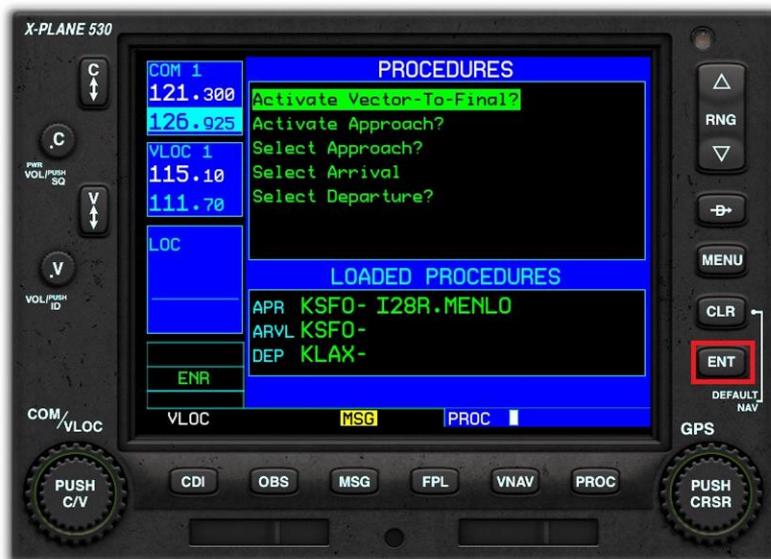 X-PLANE 530
C
.C
PWR
VOL/PUSH
SQ
V
.V
VOL/PUSH
ID
COM/VLOC
PUSH
C/V
COM 1
121.300
126.925
VLOC 1
115.10
111.70
LOC
ENR
VLOC
PROCEDURES
Activate Vector-To-Final?
Activate Approach?
Select Approach?
Select Arrival
Select Departure?
LOADED PROCEDURES
APR KSFO- I28R.MENLO
ARVL KSFO-
DEP KLAX-
MSG
PROC
RNG
D
MENU
CLR
ENT
DEFAULT
NAV
GPS
PUSH
CRSR
CDI
OBS
MSG
FPL
VNAV
PROC